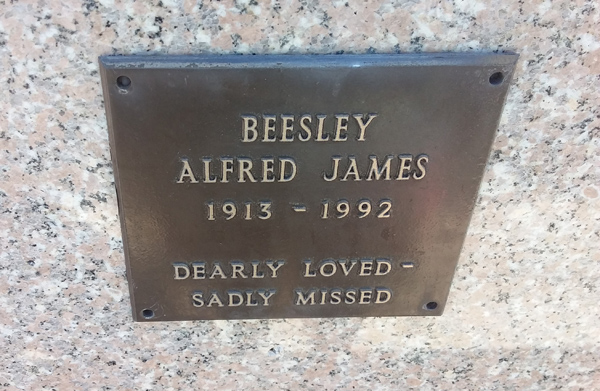 BEESLEY
ALFRED JAMES
1913 - 1992
DEARLY LOVED -
SADLY MISSED